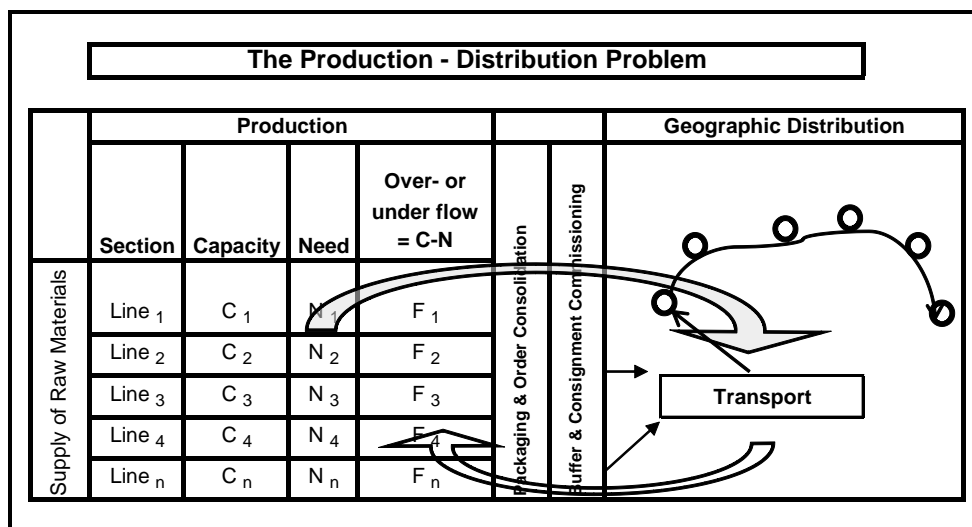 The Production - Distribution Problem
Production
Geographic Distribution
Section
Capacity
Need
Over- or
under flow
= C-N
Supply of Raw Materials
Line 1
C 1
N 1
F 1
Line 2
C 2
N 2
F 2
Line 3
C 3
N 3
F 3
Line 4
C 4
N 4
F 4
Line n
C n
N n
F n
Packaging & Order Consolidation
Buffer & Consignment Commissioning
Transport